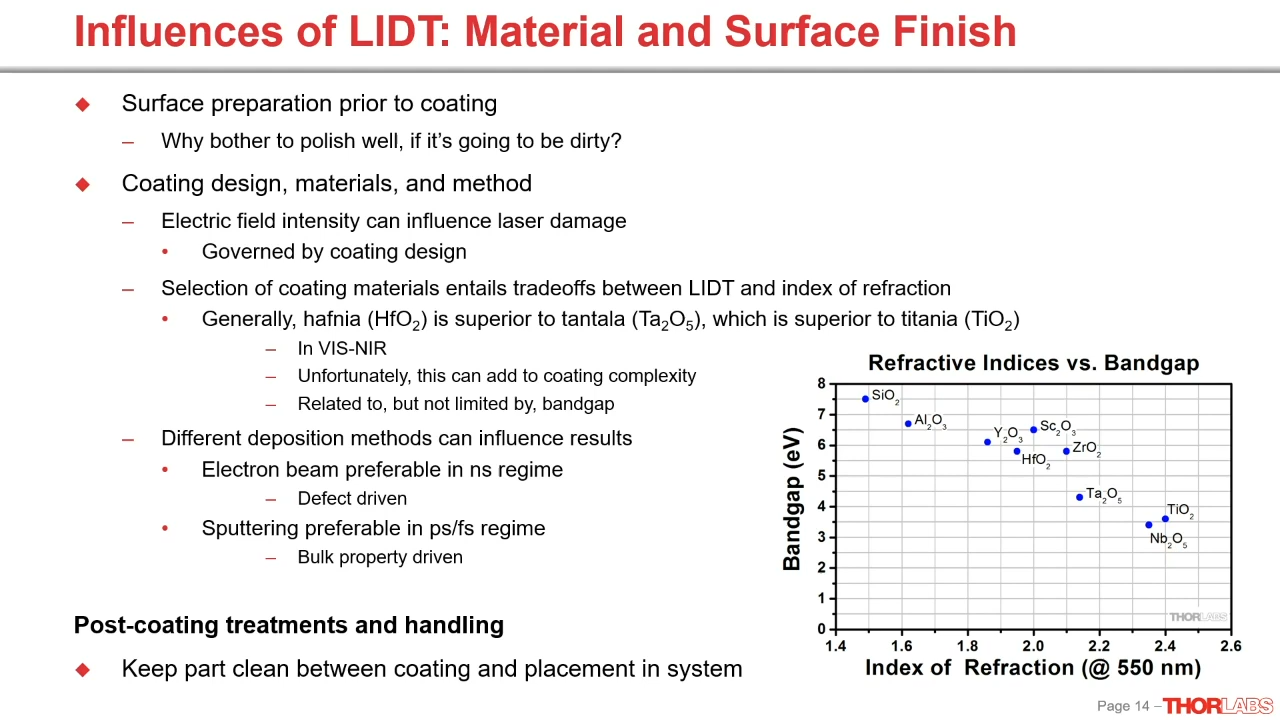 Influences of LIDT: Material and Surface Finish
◆ Surface preparation prior to coating
– Why bother to polish well, if it's going to be dirty?
◆ Coating design, materials, and method
– Electric field intensity can influence laser damage
• Governed by coating design
– Selection of coating materials entails tradeoffs between LIDT and index of refraction
• Generally, hafnia (HfO₂) is superior to tantala (Ta₂O₅), which is superior to titania (TiO₂)
– In VIS-NIR
– Unfortunately, this can add to coating complexity
– Related to, but not limited by, bandgap
– Different deposition methods can influence results
• Electron beam preferable in ns regime
– Defect driven
• Sputtering preferable in ps/fs regime
– Bulk property driven
Post-coating treatments and handling
◆ Keep part clean between coating and placement in system
Refractive Indices vs. Bandgap
Bandgap (eV)
8
7
6
5
4
3
2
1
0
SiO₂
Al₂O₃
Y₂O₃
Sc₂O₃
HfO₂
ZrO₂
Ta₂O₅
TiO₂
Nb₂O₅
THORLABS
1.4 1.6 1.8 2.0 2.2 2.4 2.6
Index of Refraction (@ 550 nm)
Page 14 – THORLABS